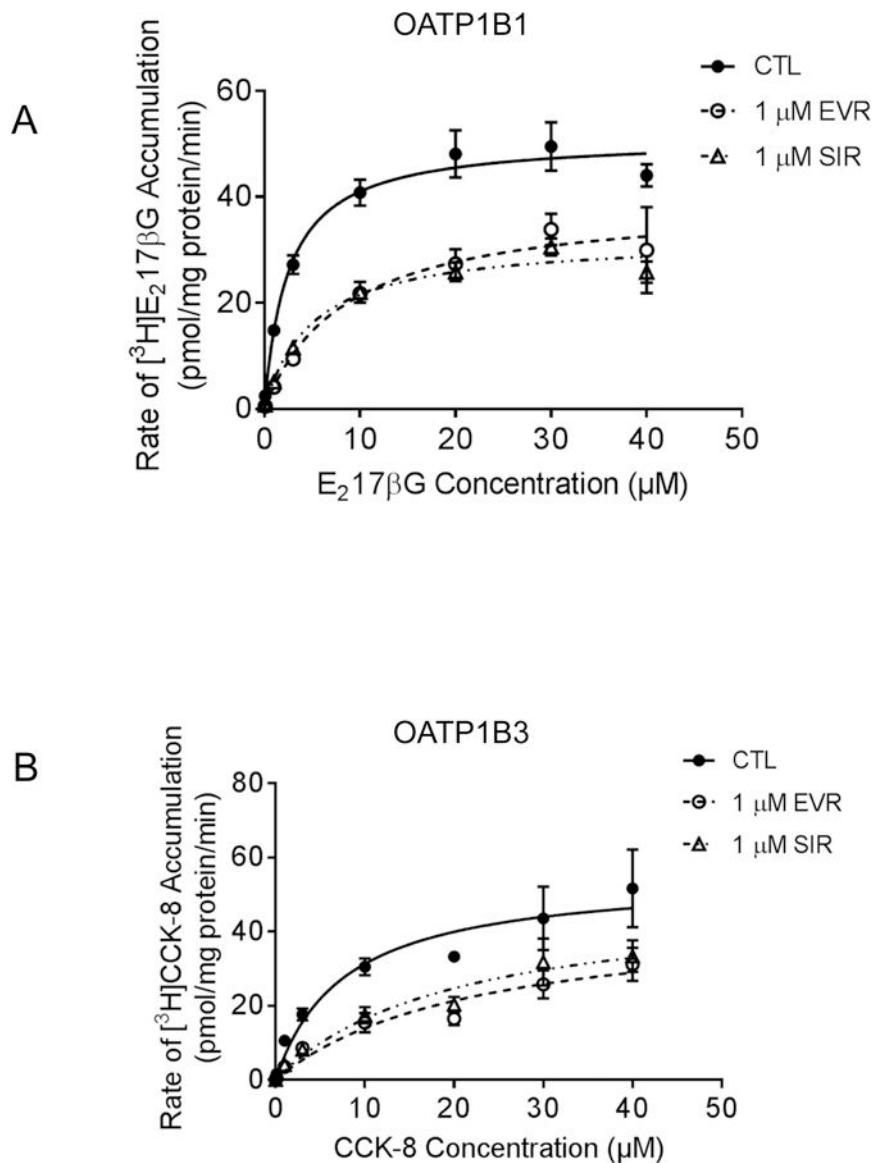 A
OATP1B1
CTL
1 μM EVR
1 μM SIR
Rate of [³H]E₂17βG Accumulation
(pmol/mg protein/min)
60
40
20
0
0 10 20 30 40 50
E₂17βG Concentration (µM)
B
OATP1B3
CTL
1 μM EVR
1 μM SIR
Rate of [³H]CCK-8 Accumulation
(pmol/mg protein/min)
80
60
40
20
0
0 10 20 30 40 50
CCK-8 Concentration (µM)